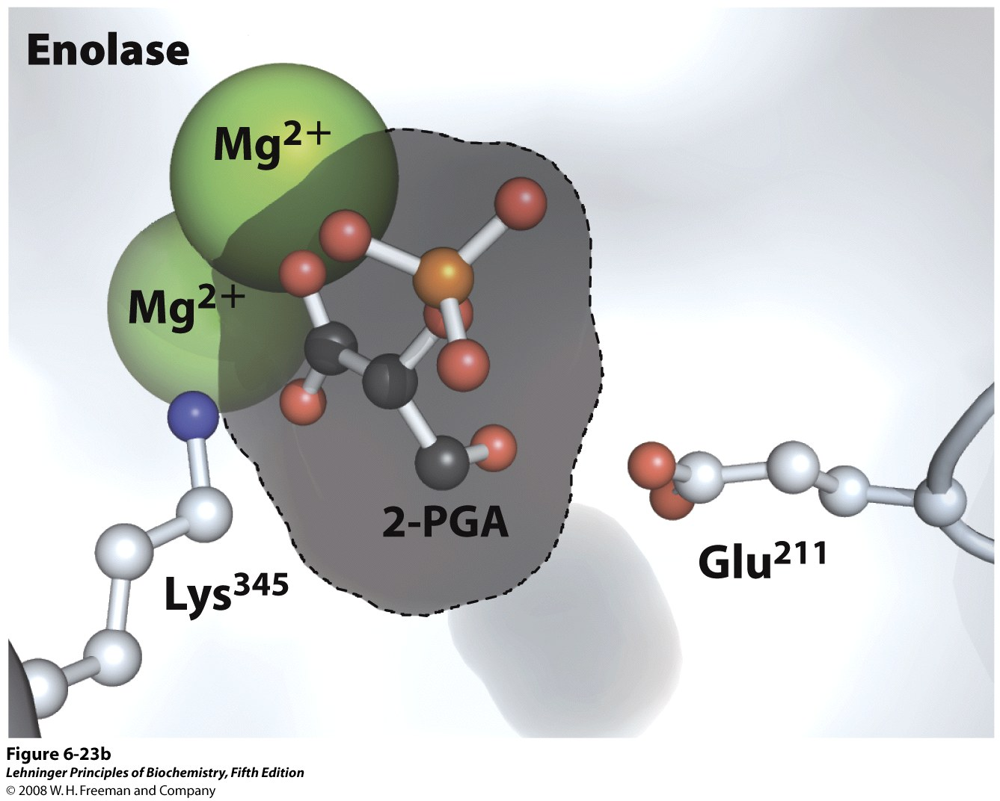 Enolase
Mg²⁺
Mg²⁺
2-PGA
Glu²¹¹
Lys³⁴⁵
Figure 6-23b
Lehninger Principles of Biochemistry, Fifth Edition
© 2008 W. H. Freeman and Company